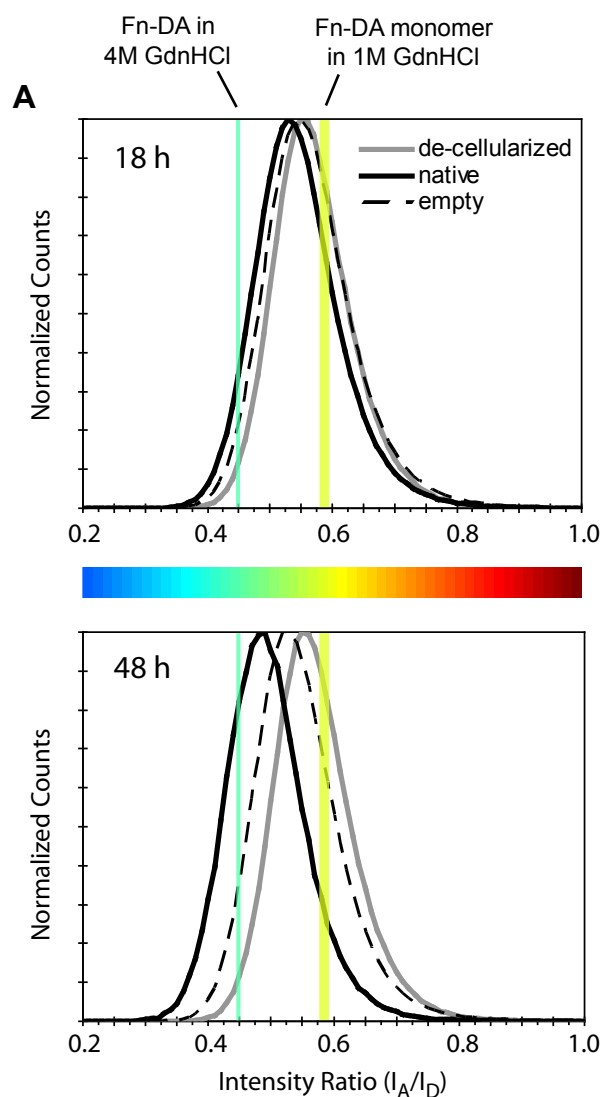 Fn-DA in
4M GdnHCl
Fn-DA monomer
in 1M GdnHCl
A
18 h
de-cellularized
native
empty
Normalized Counts
0.2 0.4 0.6 0.8 1.0
48 h
Normalized Counts
0.2 0.4 0.6 0.8 1.0
Intensity Ratio (I_A/I_D)